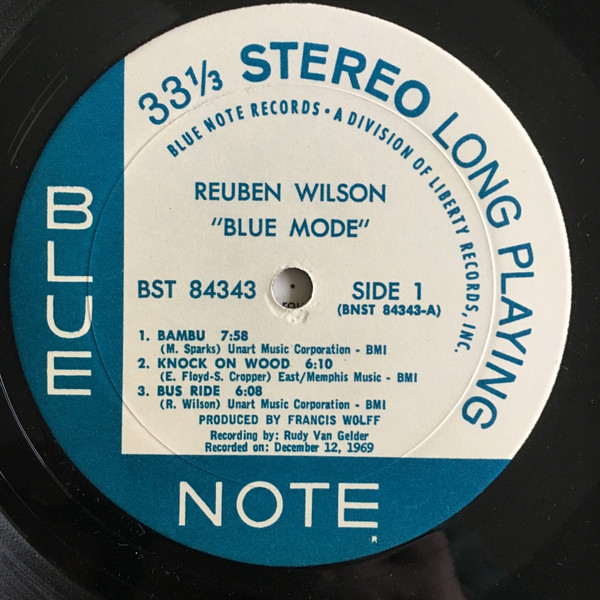 33⅓ STEREO LONG PLAYING
BLUE NOTE RECORDS • A DIVISION OF LIBERTY RECORDS, INC.
REUBEN WILSON
"BLUE MODE"
BST 84343
SIDE 1
(BNST 84343-A)
1. BAMBU 7:58
(M. Sparks) Unart Music Corporation - BMI
2. KNOCK ON WOOD 6:10
(E. Floyd-S. Cropper) East/Memphis Music - BMI
3. BUS RIDE 6:08
(R. Wilson) Unart Music Corporation - BMI
PRODUCED BY FRANCIS WOLFF
Recording by: Rudy Van Gelder
Recorded on: December 12, 1969
BLUE
NOTE